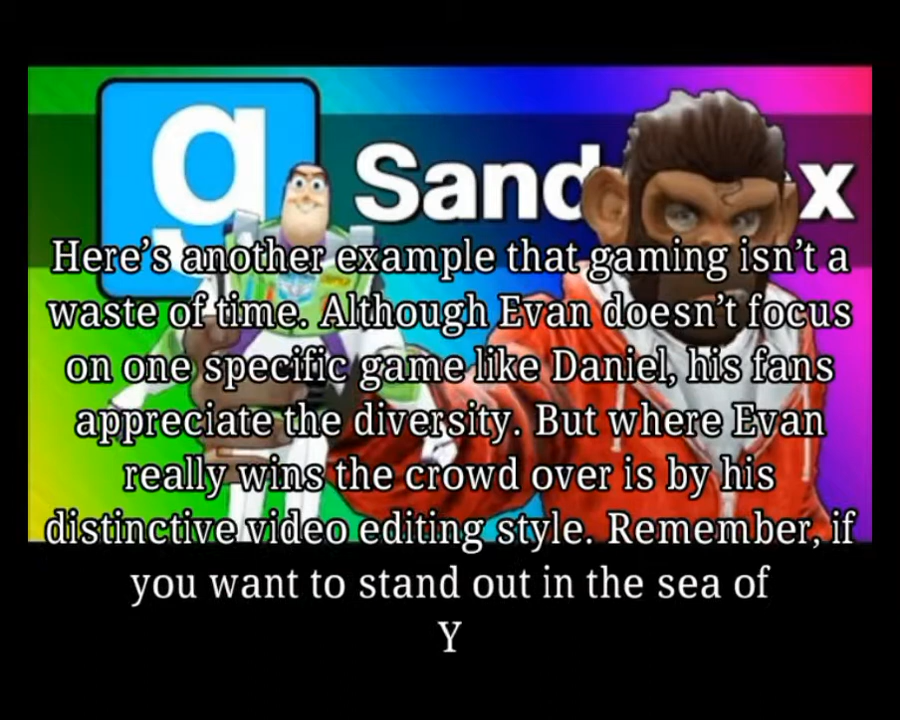 g
Sand x
Here’s another example that gaming isn’t a
waste of time. Although Evan doesn’t focus
on one specific game like Daniel, his fans
appreciate the diversity. But where Evan
really wins the crowd over is by his
distinctive video editing style. Remember, if
you want to stand out in the sea of
Y